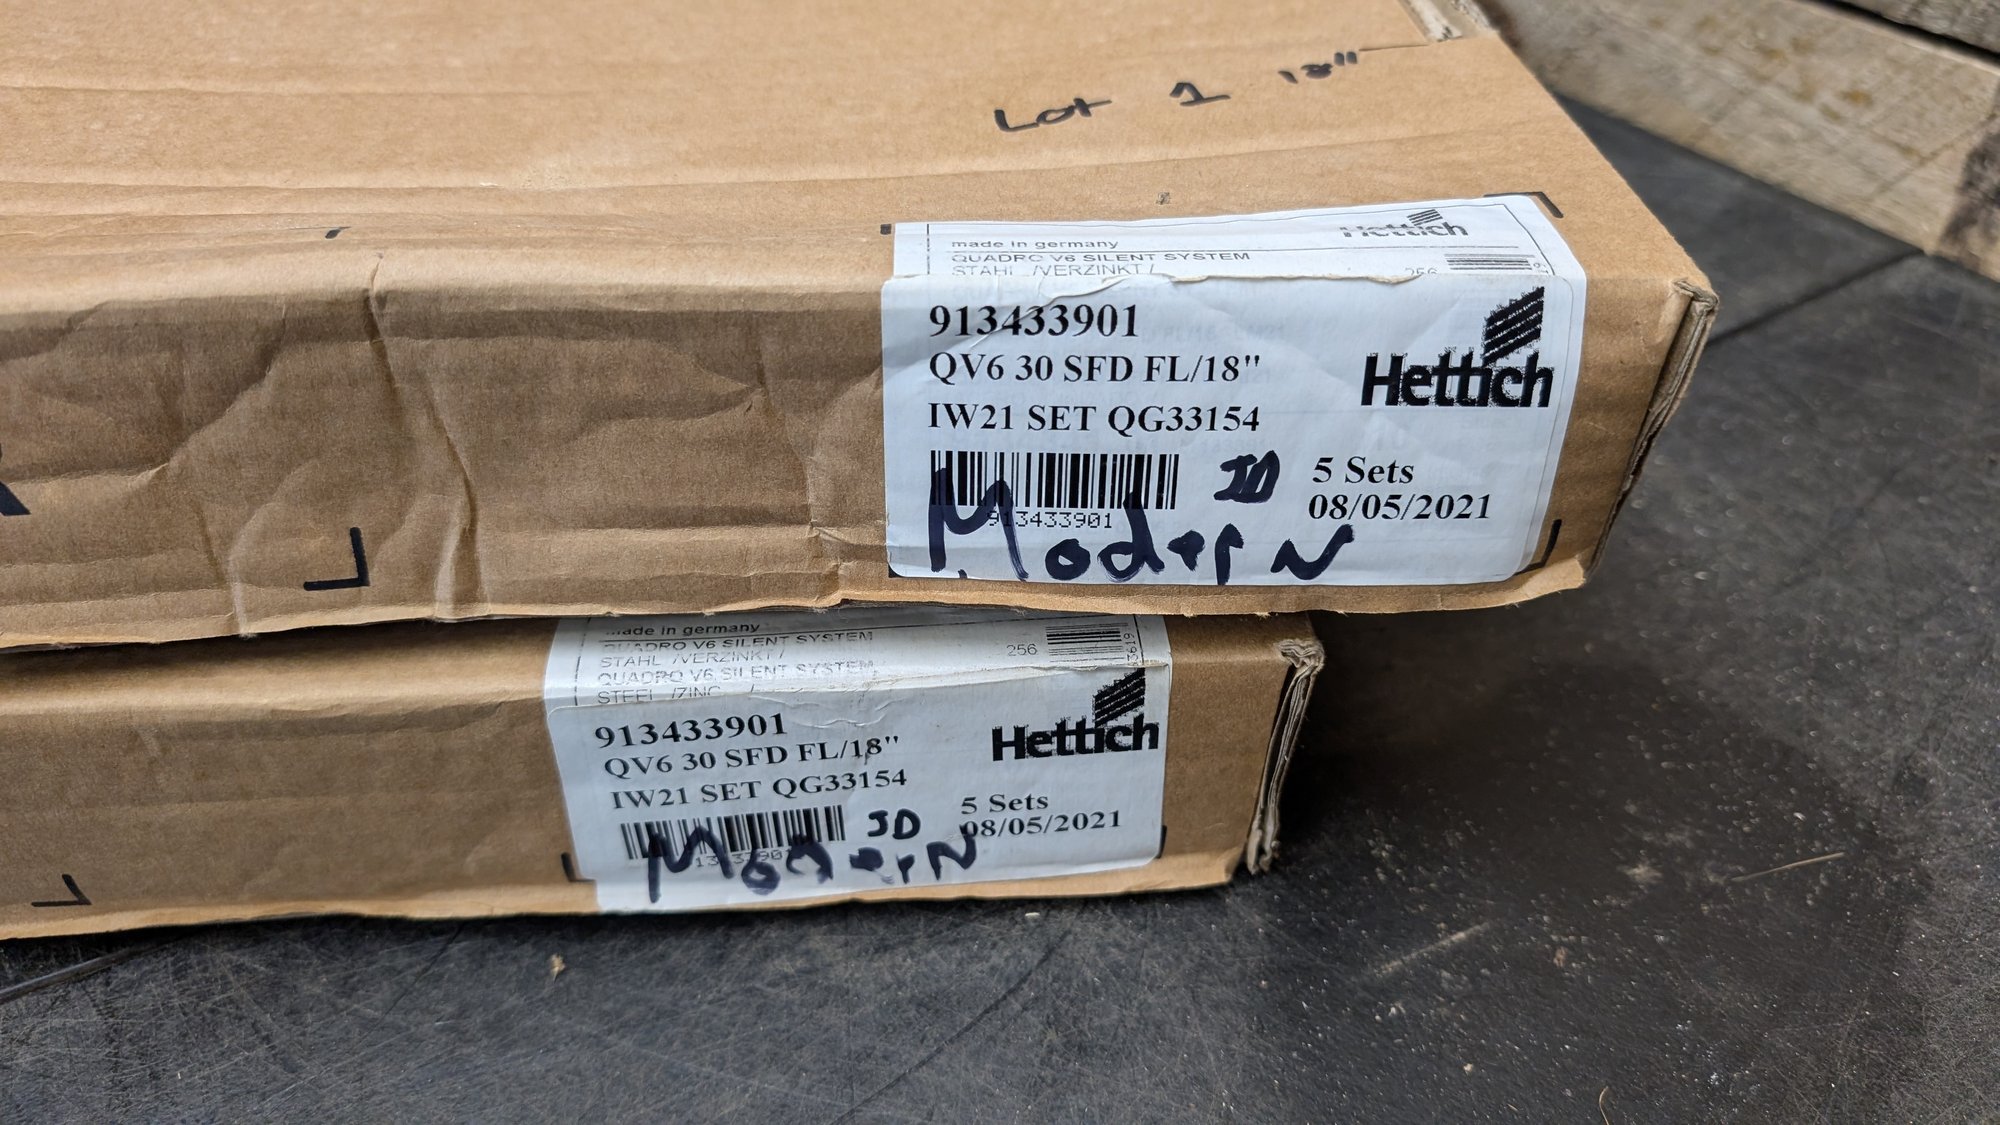 Lot 1 18"
Hettich
made in germany
QUADRO V6 SILENT SYSTEM
STAHL /VERZINKT /
256
913433901
QV6 30 SFD FL/18"
IW21 SET QG33154
Hettich
JD
5 Sets
08/05/2021
913433901
Modern
made in germany
QUADRO V6 SILENT SYSTEM
STAHL /VERZINKT /
256
QUADRO V6 SILENT SYSTEM
STEEL /ZINC /
913433901
QV6 30 SFD FL/18"
IW21 SET QG33154
Hettich
JD
5 Sets
08/05/2021
Modern